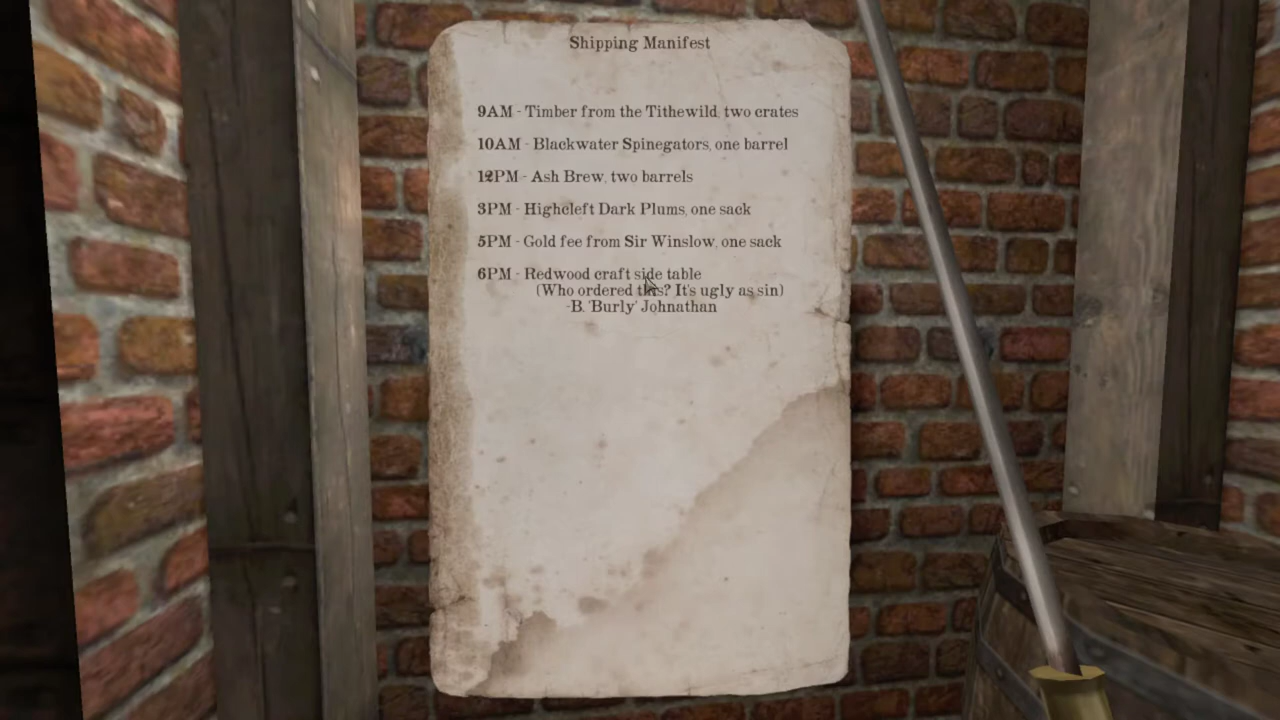 Shipping Manifest
9AM - Timber from the Tithewild, two crates
10AM - Blackwater Spinegators, one barrel
12PM - Ash Brew, two barrels
3PM - Highcleft Dark Plums, one sack
5PM - Gold fee from Sir Winslow, one sack
6PM - Redwood craft side table
(Who ordered this? It's ugly as sin)
-B. 'Burly' Johnathan